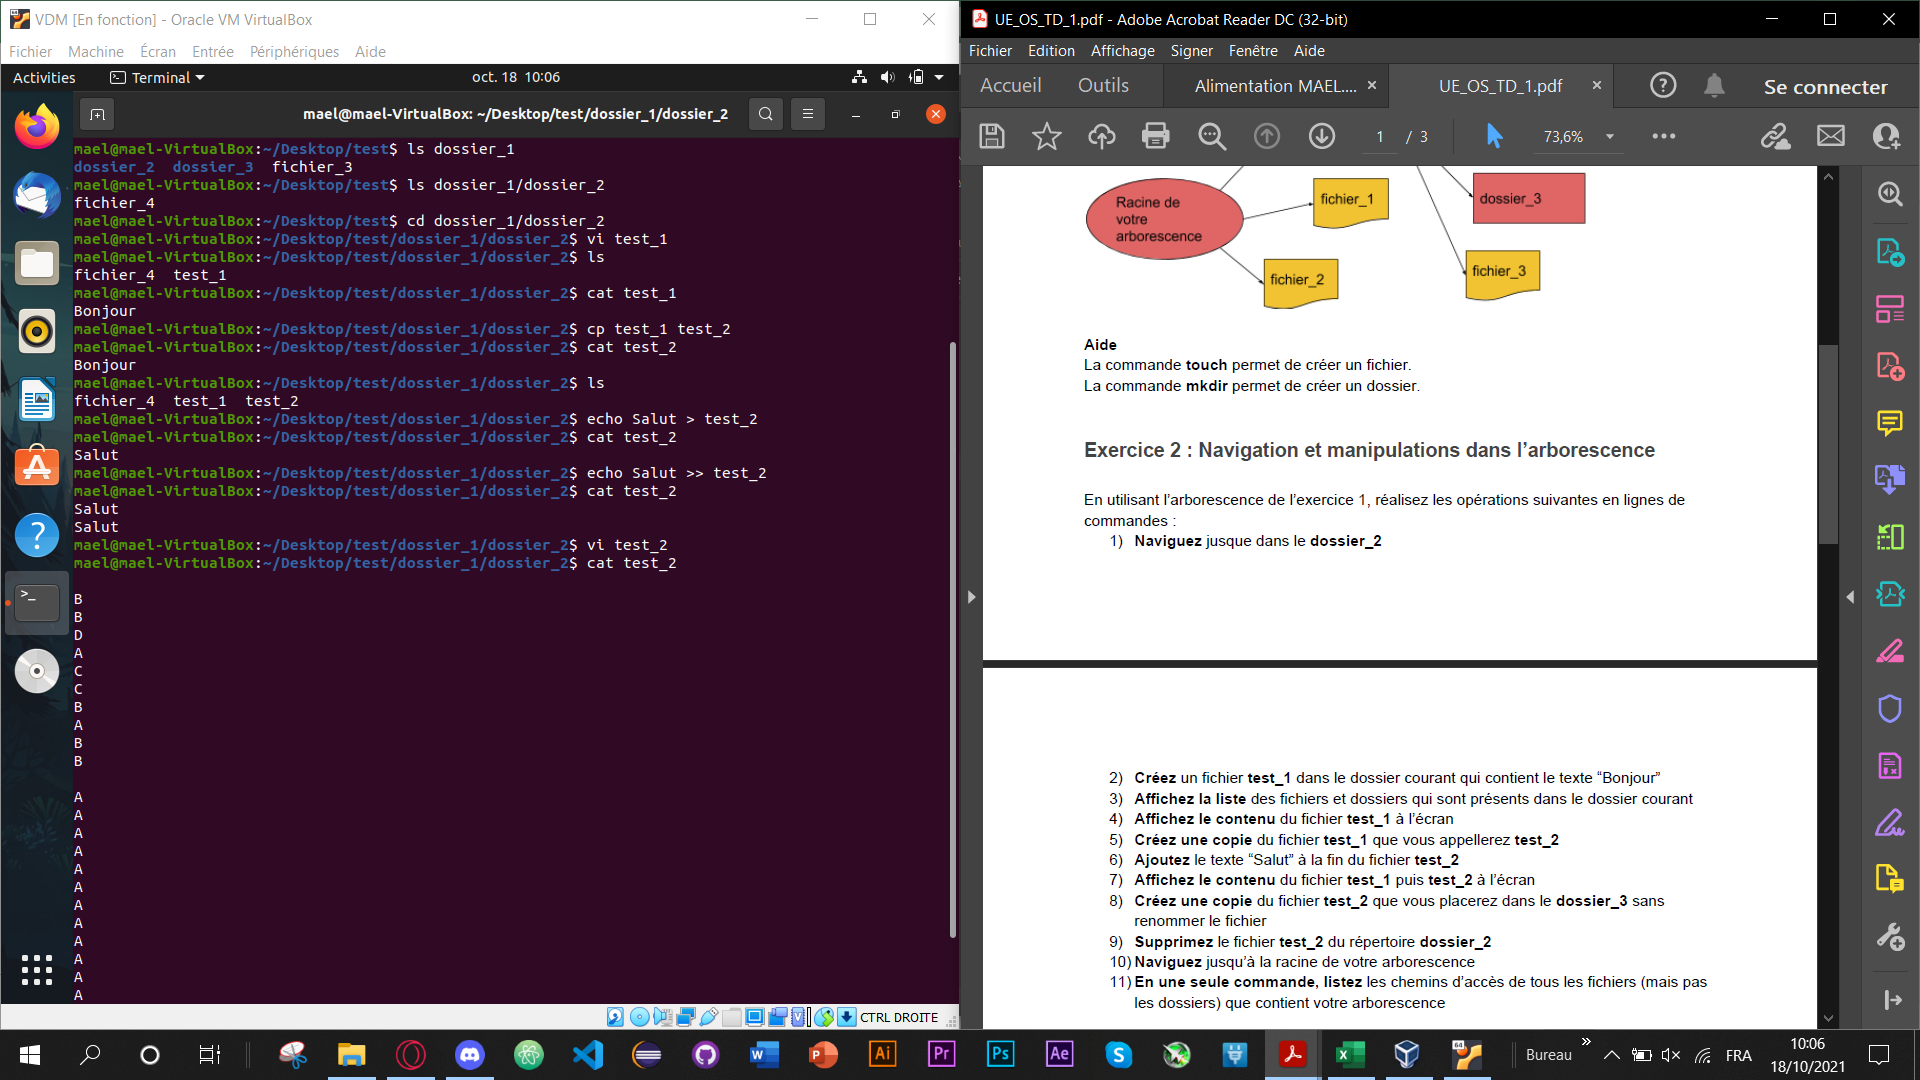 VDM [En fonction] - Oracle VM VirtualBox
Fichier Machine Écran Entrée Périphériques Aide
Activities Terminal oct. 18 10:06
mael@mael-VirtualBox: ~/Desktop/test/dossier_1/dossier_2
mael@mael-VirtualBox:~/Desktop/test$ ls dossier_1
dossier_2 dossier_3 fichier_3
mael@mael-VirtualBox:~/Desktop/test$ ls dossier_1/dossier_2
fichier_4
mael@mael-VirtualBox:~/Desktop/test$ cd dossier_1/dossier_2
mael@mael-VirtualBox:~/Desktop/test/dossier_1/dossier_2$ vi test_1
mael@mael-VirtualBox:~/Desktop/test/dossier_1/dossier_2$ ls
fichier_4 test_1
mael@mael-VirtualBox:~/Desktop/test/dossier_1/dossier_2$ cat test_1
Bonjour
mael@mael-VirtualBox:~/Desktop/test/dossier_1/dossier_2$ cp test_1 test_2
mael@mael-VirtualBox:~/Desktop/test/dossier_1/dossier_2$ cat test_2
Bonjour
mael@mael-VirtualBox:~/Desktop/test/dossier_1/dossier_2$ ls
fichier_4 test_1 test_2
mael@mael-VirtualBox:~/Desktop/test/dossier_1/dossier_2$ echo Salut > test_2
mael@mael-VirtualBox:~/Desktop/test/dossier_1/dossier_2$ cat test_2
Salut
mael@mael-VirtualBox:~/Desktop/test/dossier_1/dossier_2$ echo Salut >> test_2
mael@mael-VirtualBox:~/Desktop/test/dossier_1/dossier_2$ cat test_2
Salut
Salut
mael@mael-VirtualBox:~/Desktop/test/dossier_1/dossier_2$ vi test_2
mael@mael-VirtualBox:~/Desktop/test/dossier_1/dossier_2$ cat test_2
B
B
D
A
C
C
B
A
B
B
A
A
A
A
A
A
A
A
A
A
A
A
CTRL DROITE
UE_OS_TD_1.pdf - Adobe Acrobat Reader DC (32-bit)
Fichier Edition Affichage Signer Fenêtre Aide
Accueil Outils Alimentation MAEL.... × UE_OS_TD_1.pdf × Se connecter
1 / 3 73,6%
Racine de
votre
arborescence
fichier_1
dossier_3
fichier_2
fichier_3
Aide
La commande touch permet de créer un fichier.
La commande mkdir permet de créer un dossier.
Exercice 2 : Navigation et manipulations dans l’arborescence
En utilisant l’arborescence de l’exercice 1, réalisez les opérations suivantes en lignes de
commandes :
1) Naviguez jusque dans le dossier_2
2) Créez un fichier test_1 dans le dossier courant qui contient le texte “Bonjour”
3) Affichez la liste des fichiers et dossiers qui sont présents dans le dossier courant
4) Affichez le contenu du fichier test_1 à l’écran
5) Créez une copie du fichier test_1 que vous appellerez test_2
6) Ajoutez le texte “Salut” à la fin du fichier test_2
7) Affichez le contenu du fichier test_1 puis test_2 à l’écran
8) Créez une copie du fichier test_2 que vous placerez dans le dossier_3 sans
renommer le fichier
9) Supprimez le fichier test_2 du répertoire dossier_2
10) Naviguez jusqu’à la racine de votre arborescence
11) En une seule commande, listez les chemins d’accès de tous les fichiers (mais pas
les dossiers) que contient votre arborescence
Bureau » FRA 10:06
18/10/2021